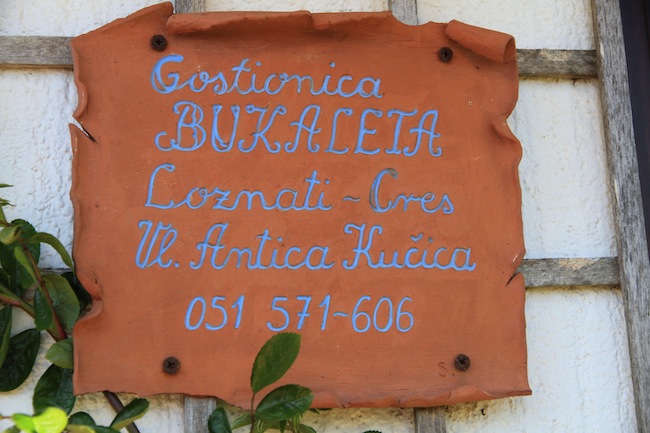 Gostionica
BUKALETA
Loznati - Cres
Vl. Antica Kučica
051 571-606